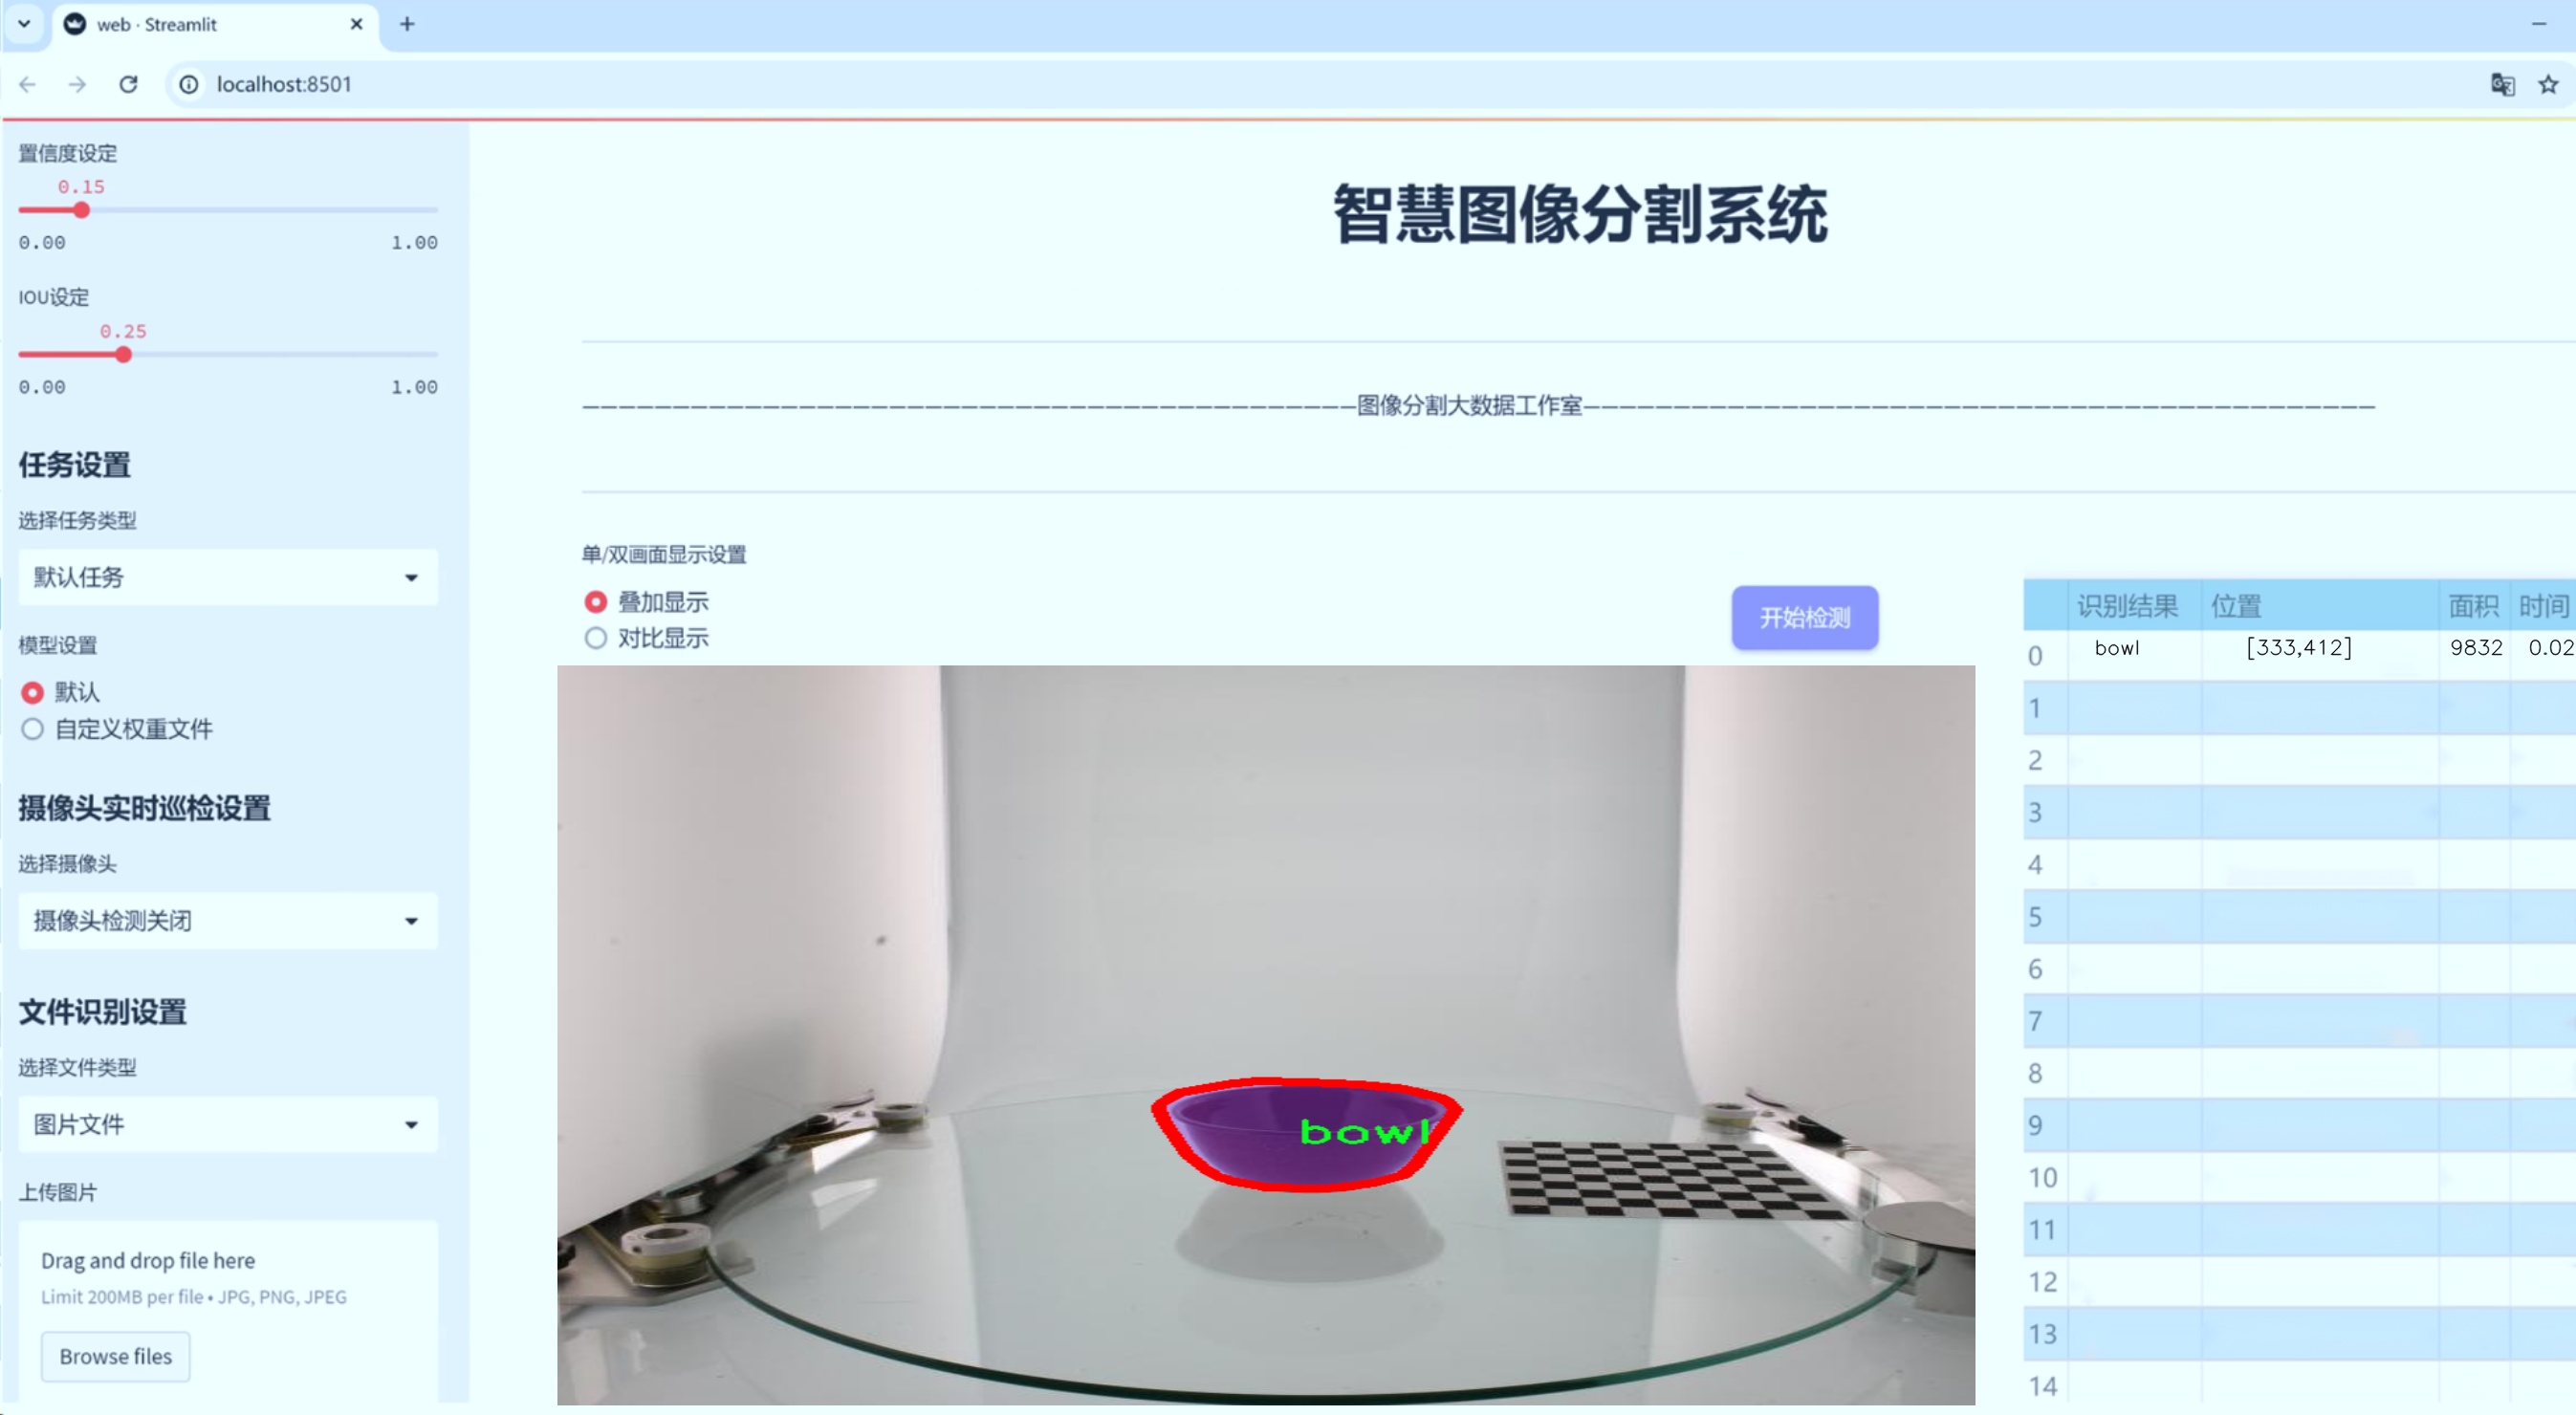 web · Streamlit
localhost:8501
置信度设定
0.15
0.00 1.00
IOU设定
0.25
0.00 1.00
任务设置
选择任务类型
默认任务
模型设置
默认
自定义权重文件
摄像头实时巡检设置
选择摄像头
摄像头检测关闭
文件识别设置
选择文件类型
图片文件
上传图片
Drag and drop file here
Limit 200MB per file • JPG, PNG, JPEG
Browse files
智慧图像分割系统
图像分割大数据工作室
单/双画面显示设置
叠加显示
对比显示
开始检测
bowl
识别结果 位置 面积 时间
0 bowl [333,412] 9832 0.02
1
2
3
4
5
6
7
8
9
10
11
12
13
14